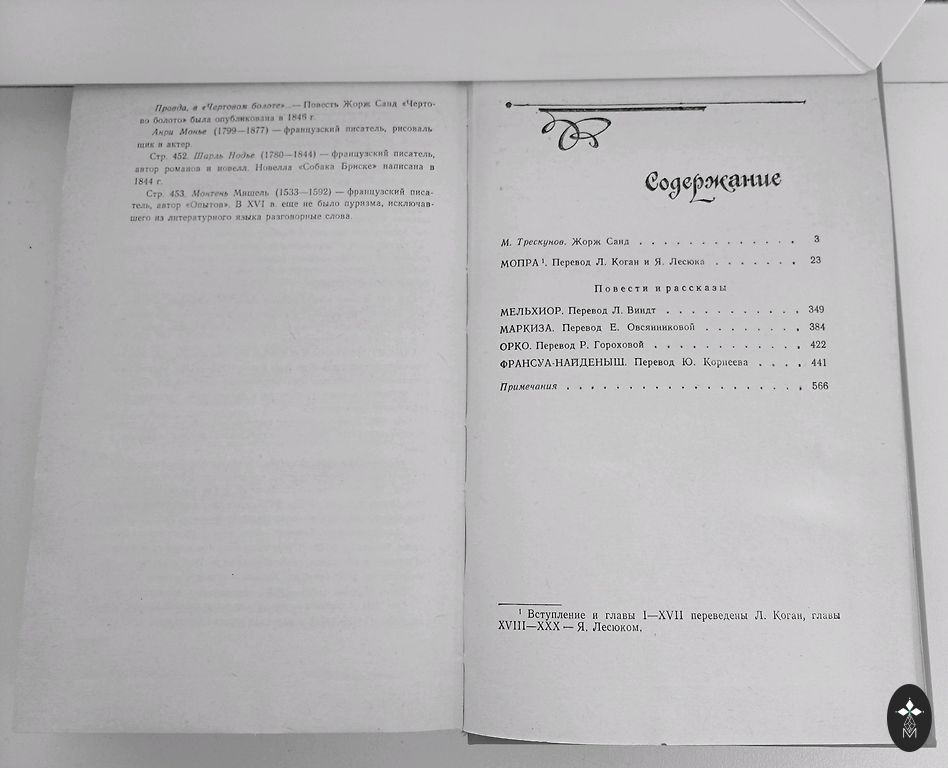 Правда, в «Чертовом болоте»...— Повесть Жорж Санд «Черто-
во болото» была опубликована в 1846 г.
Анри Монье (1799—1877) — французский писатель, рисоваль
щик и актер.
Стр. 452. Шарль Нодье (1780—1844) — французский писатель,
автор романов и новелл. Новелла «Собака Бриске» написана в
1844 г.
Стр. 453. Монтень Мишель (1533—1592) — французский писа-
тель, автор «Опытов». В XVI в. еще не было пуризма, исключав-
шего из литературного языка разговорные слова.
Содержание
М. Трескунов. Жорж Санд . . . . . . . . . . . . . 3
МОПРА¹. Перевод Л. Коган и Я. Лесюка . . . . . . . 23
Повести и рассказы
МЕЛЬХИОР. Перевод Л. Виндт . . . . . . . . . . . 349
МАРКИЗА. Перевод Е. Овсянниковой . . . . . . . . 384
ОРКО. Перевод Р. Гороховой . . . . . . . . . . . . 422
ФРАНСУА-НАЙДЕНЫШ. Перевод Ю. Корнеева . . . . 441
Примечания . . . . . . . . . . . . . . . . . . . 566
¹ Вступление и главы I—XVII переведены Л. Коган, главы
XVIII—XXX — Я. Лесюком.
М